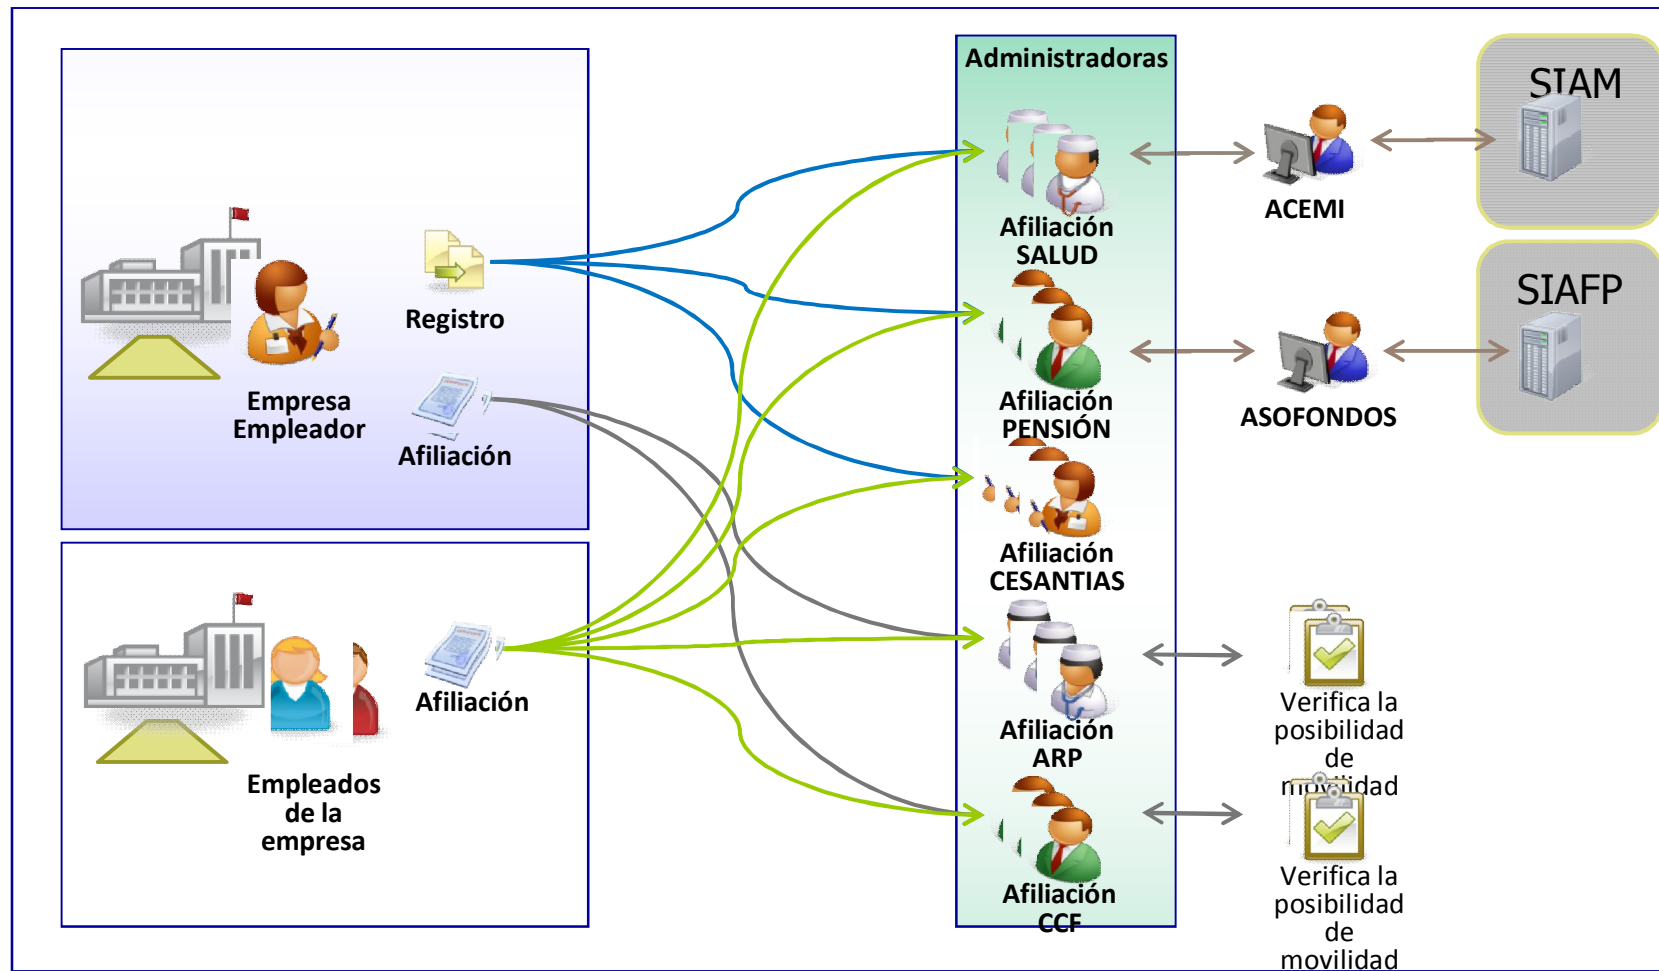 Administradoras
SIAM
Afiliación
SALUD
ACEMI
SIAFP
Registro
Empresa
Empleador
Afiliación
Afiliación
PENSIÓN
ASOFONDOS
Afiliación
CESANTIAS
Afiliación
Empleados
de la
empresa
Afiliación
ARP
Verifica la
posibilidad
de
movilidad
Afiliación
CCF
Verifica la
posibilidad
de
movilidad